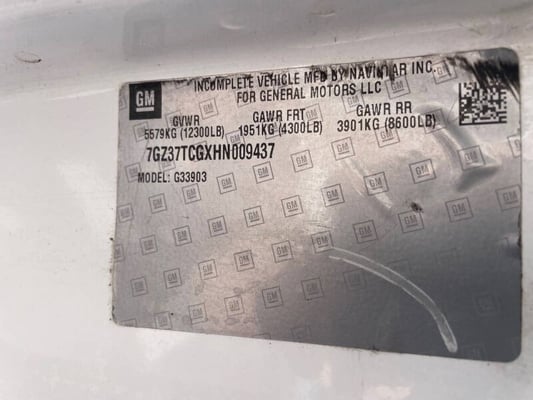 GM
INCOMPLETE VEHICLE MFD BY NAVISTAR INC.
FOR GENERAL MOTORS LLC
GVWR GAWR FRT GAWR RR
5579KG (12300LB) 1951KG (4300LB) 3901KG (8600LB)
7GZ37TCGXHN009437
MODEL: G33903